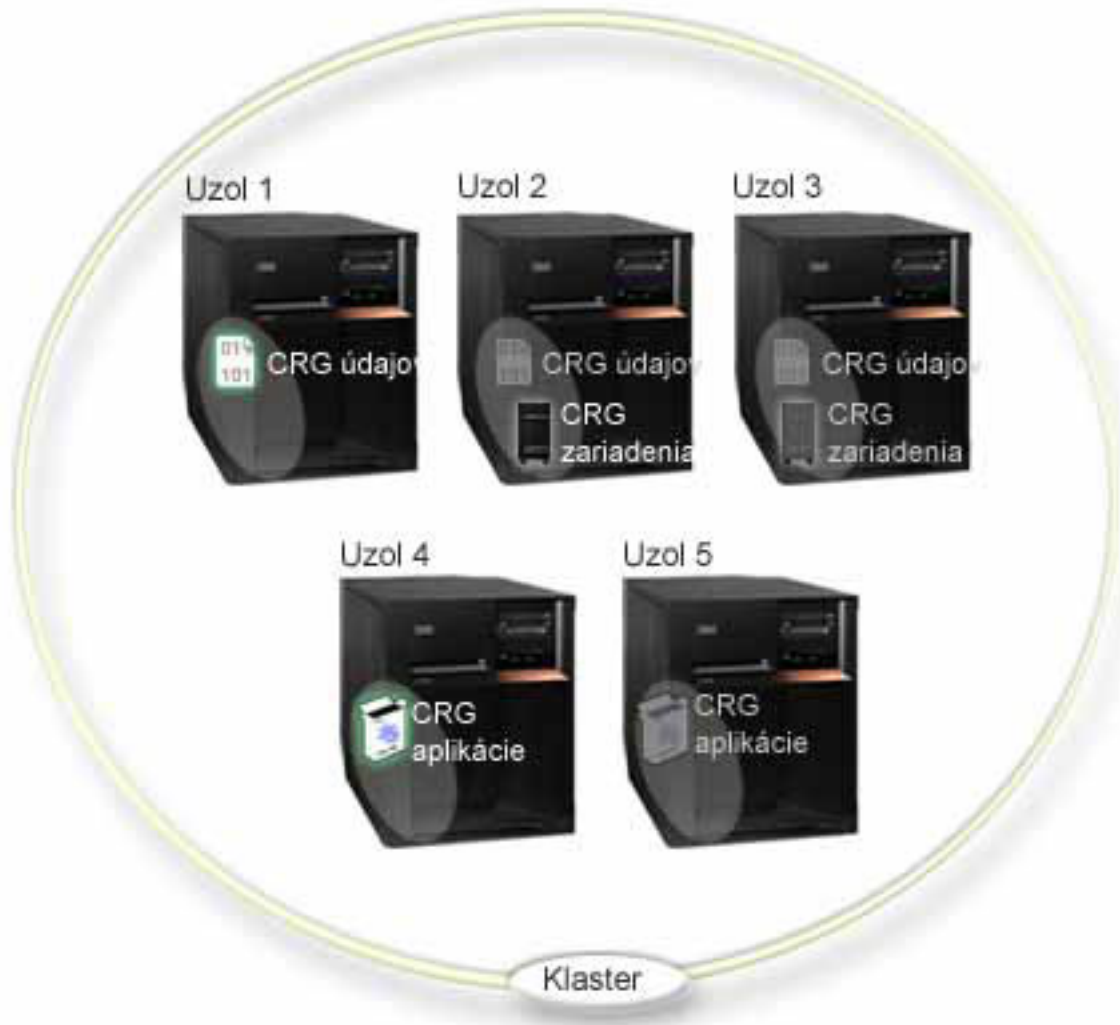 Uzol 1
Uzol 2
Uzol 3
CRG údajov
CRG údajov
CRG
zariadenia
CRG údajov
CRG
zariadenia
Uzol 4
Uzol 5
CRG
aplikácie
CRG
aplikácie
Klaster